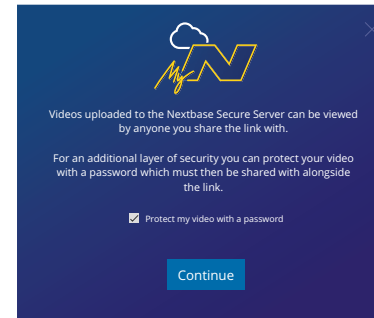 My N
Videos uploaded to the Nextbase Secure Server can be viewed
by anyone you share the link with.
For an additional layer of security you can protect your video
with a password which must then be shared with alongside
the link.
Protect my video with a password
Continue